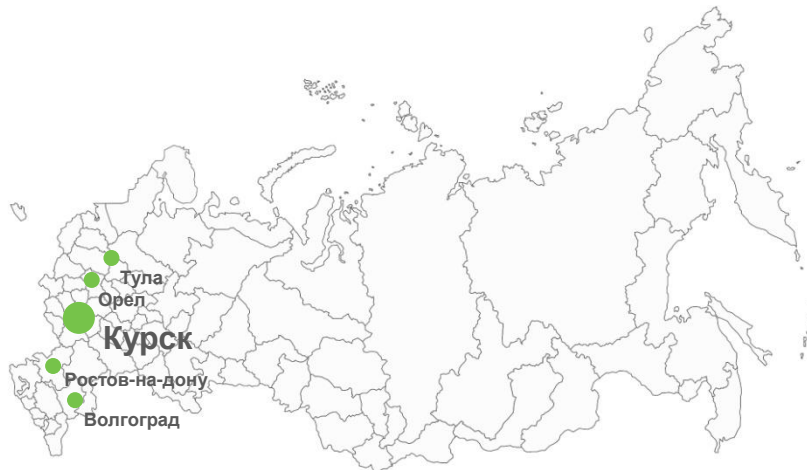 Тула
Орел
Курск
Ростов-на-дону
Волгоград